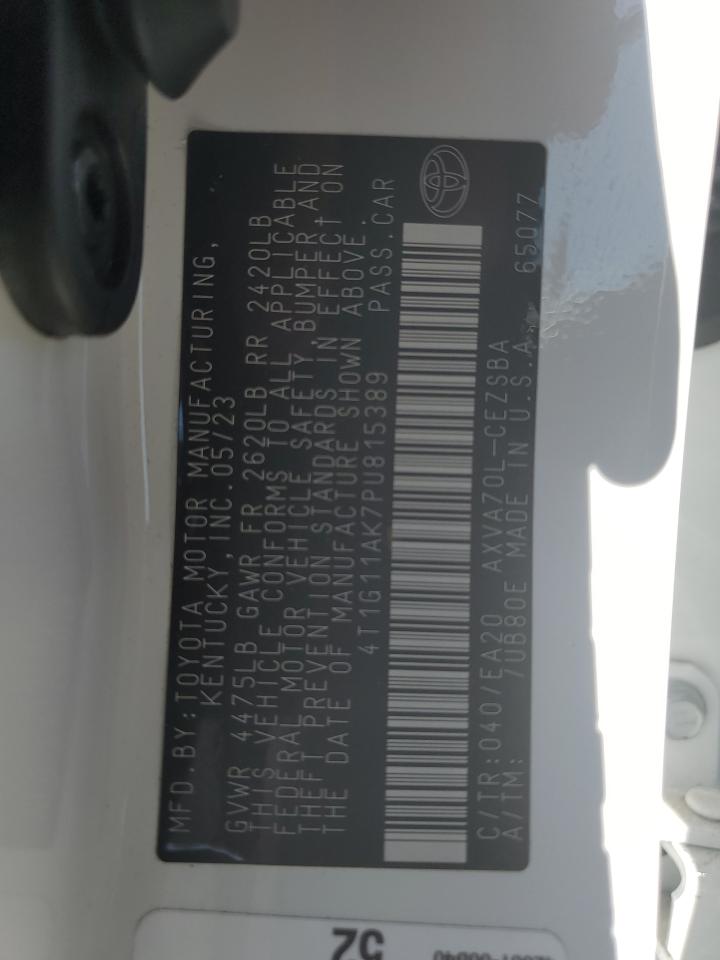 MFD. BY: TOYOTA MOTOR MANUFACTURING,
KENTUCKY, INC. 05/23
GVWR 4475LB GAWR FR 2620LB RR 2420LB
THIS VEHICLE CONFORMS TO ALL APPLICABLE
FEDERAL MOTOR VEHICLE SAFETY, BUMPER AND
THEFT PREVENTION STANDARDS IN EFFECT ON
THE DATE OF MANUFACTURE SHOWN ABOVE.
4T1G11AK7PU815389 PASS. CAR
C/TR: 040/EA20 AXVA70L-CEZSBA
A/TM: 7UB80E MADE IN U.S.A 65077
52